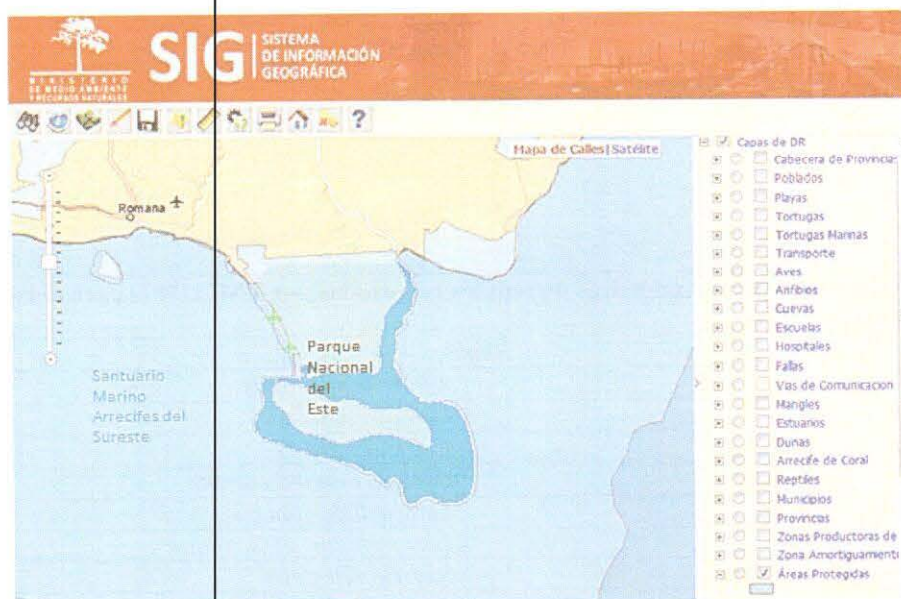 MINISTERIO
DE MEDIO AMBIENTE
Y RECURSOS NATURALES
SIG
SISTEMA
DE INFORMACIÓN
GEOGRÁFICA
?
Mapa de Calles|Satélite
Romana
Parque
Nacional
del
Este
Santuario
Marino
Arrecifes del
Sureste
Capas de DR
Cabecera de Provincias
Poblados
Playas
Tortugas
Tortugas Marinas
Transporte
Aves
Anfibios
Cuevas
Escuelas
Hospitales
Fallas
Vias de Comunicacion
Mangles
Estuarios
Dunas
Arrecife de Coral
Reptiles
Municipios
Provincias
Zonas Productoras de
Zona Amortiguamiento
Áreas Protegidas